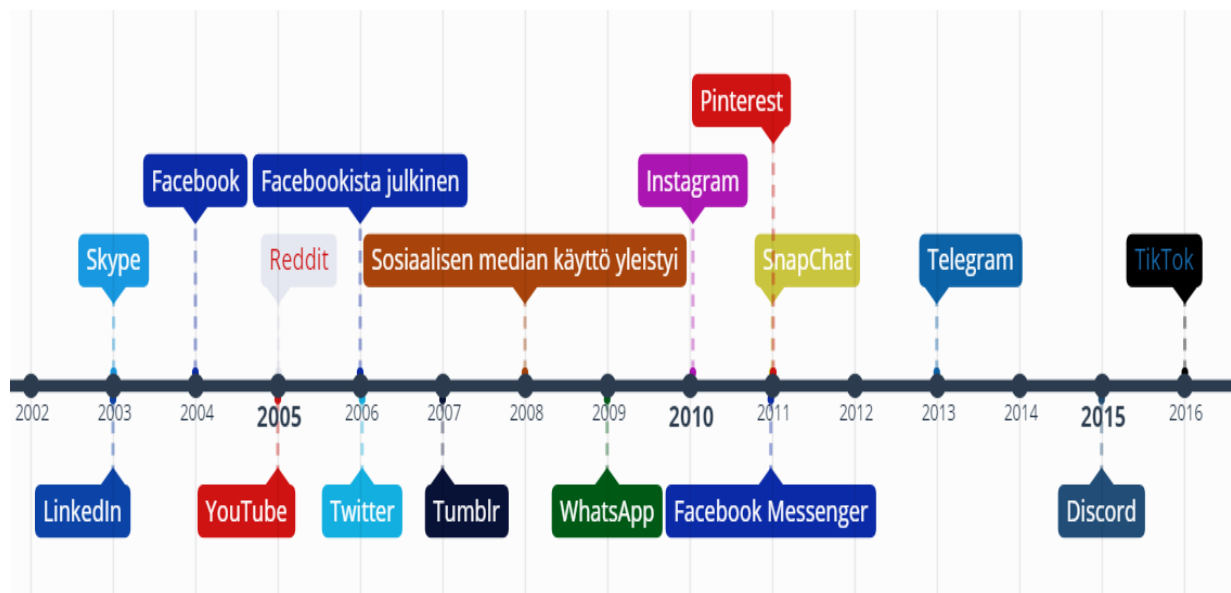 Pinterest
Facebook
Facebookista julkinen
Instagram
Skype
Reddit
Sosiaalisen median käyttö yleistyi
SnapChat
Telegram
TikTok
2002
2003
2004
2005
2006
2007
2008
2009
2010
2011
2012
2013
2014
2015
2016
LinkedIn
YouTube
Twitter
Tumblr
WhatsApp
Facebook Messenger
Discord